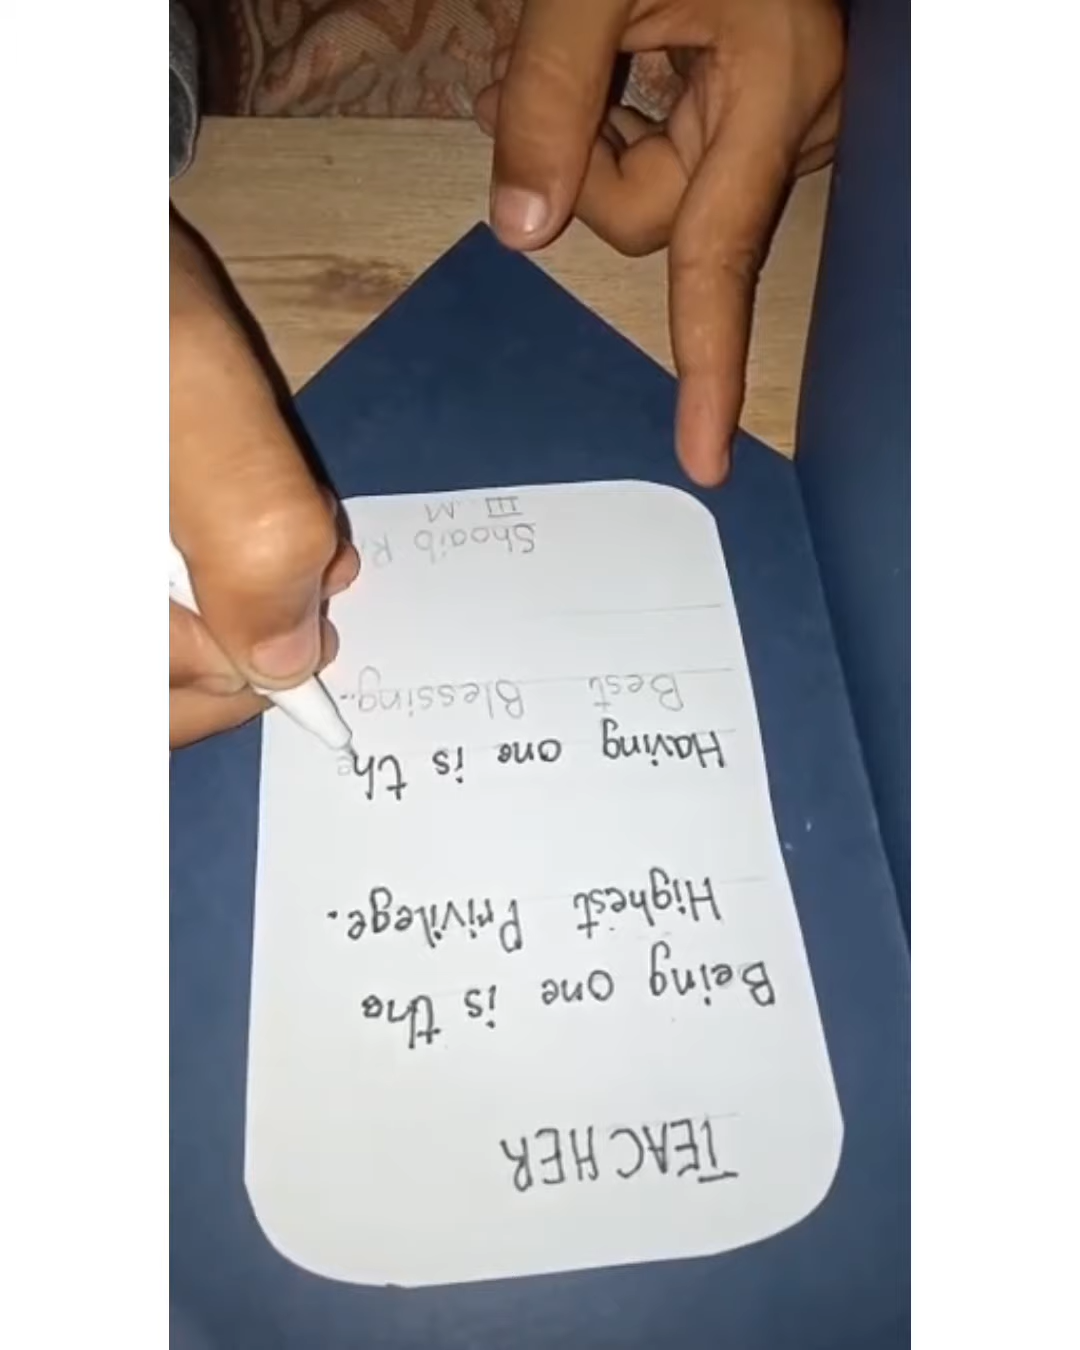 TEACHER
Being one is the
Highest Privilege.
Having one is the
Best Blessing..
Shoaib R
III M